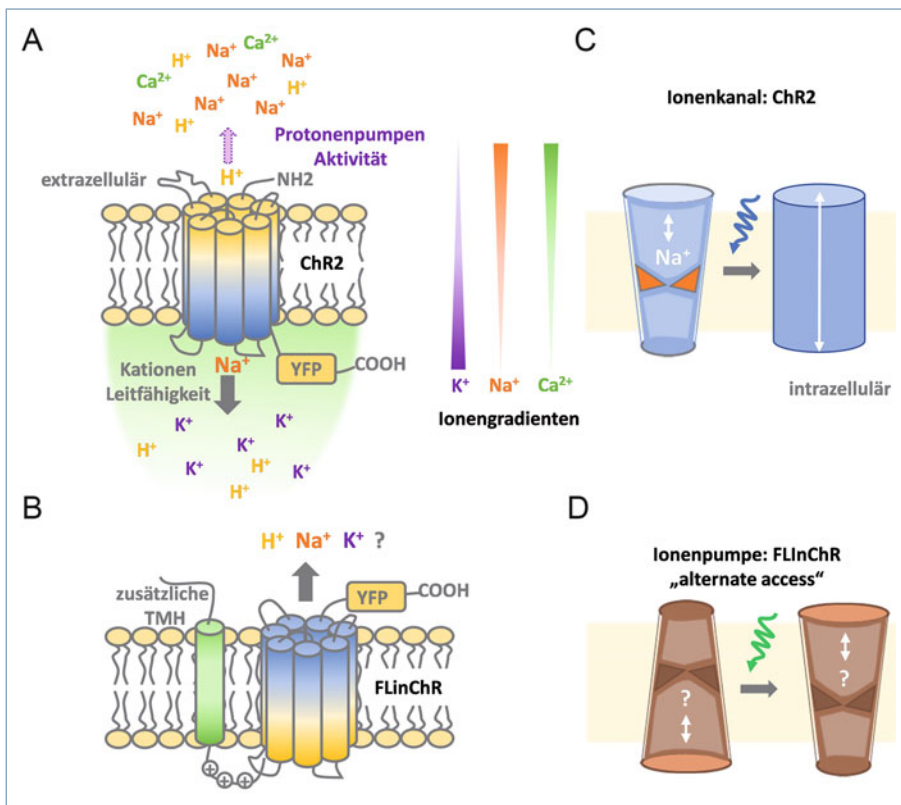 A
Na⁺ Ca²⁺
H⁺ Na⁺
Ca²⁺ Na⁺ H⁺
Na⁺ Na⁺ Na⁺
H⁺
Protonenpumpen
Aktivität
extrazellulär
H⁺
NH2
ChR2
Kationen
Leitfähigkeit
Na⁺
YFP
COOH
K⁺ K⁺
H⁺ K⁺ H⁺
K⁺ K⁺
H⁺
K⁺ Na⁺ Ca²⁺
Ionengradienten
B
H⁺ Na⁺ K⁺ ?
zusätzliche
TMH
YFP
COOH
FLinChR
+ + +
C
Ionenkanal: ChR2
Na⁺
intrazellulär
D
Ionenpumpe: FLInChR
„alternate access“
?
?